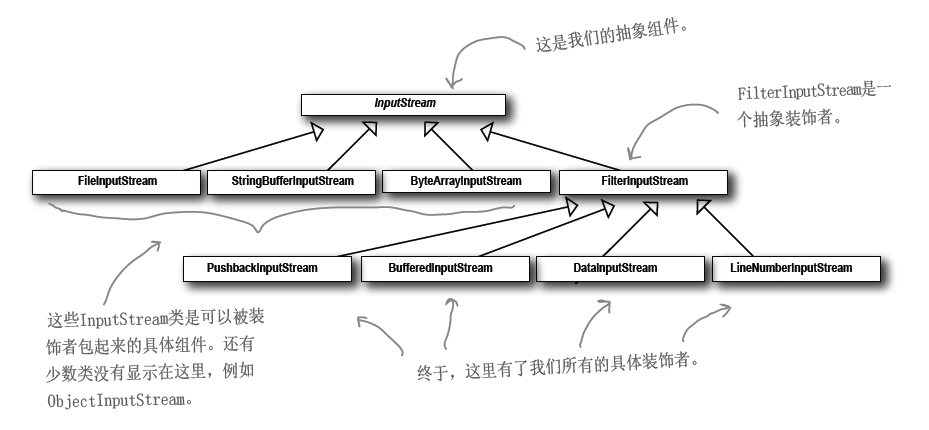 这是我们的抽象组件。
InputStream
FilterInputStream是一
个抽象装饰者。
FileInputStream
StringBufferInputStream
ByteArrayInputStream
FilterInputStream
PushbackInputStream
BufferedInputStream
DataInputStream
LineNumberInputStream
这些InputStream类是可以被装
饰者包起来的具体组件。还有
少数类没有显示在这里，例如
ObjectInputStream。
终于，这里有了我们所有的具体装饰者。